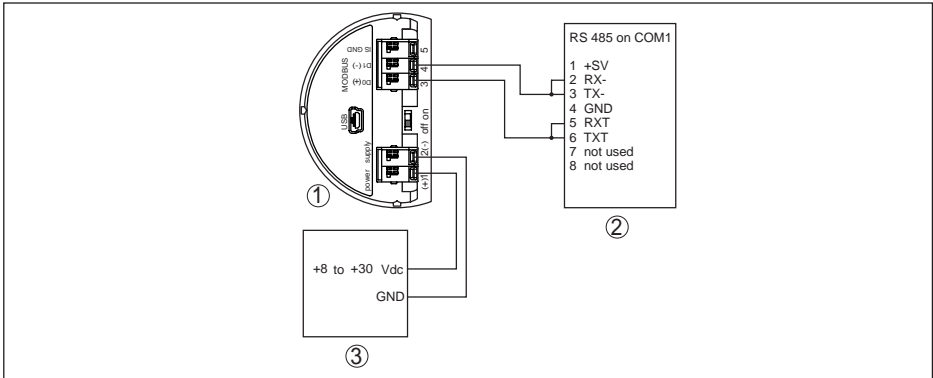 RS 485 on COM1
1 +SV
2 RX-
3 TX-
4 GND
5 RXT
6 TXT
7 not used
8 not used
②
IS GND
D1 (-)
D0 (+)
MODBUS
USB
power supply
5
4
3
off on
2(-)
(+)1
①
+8 to +30 Vdc
GND
③